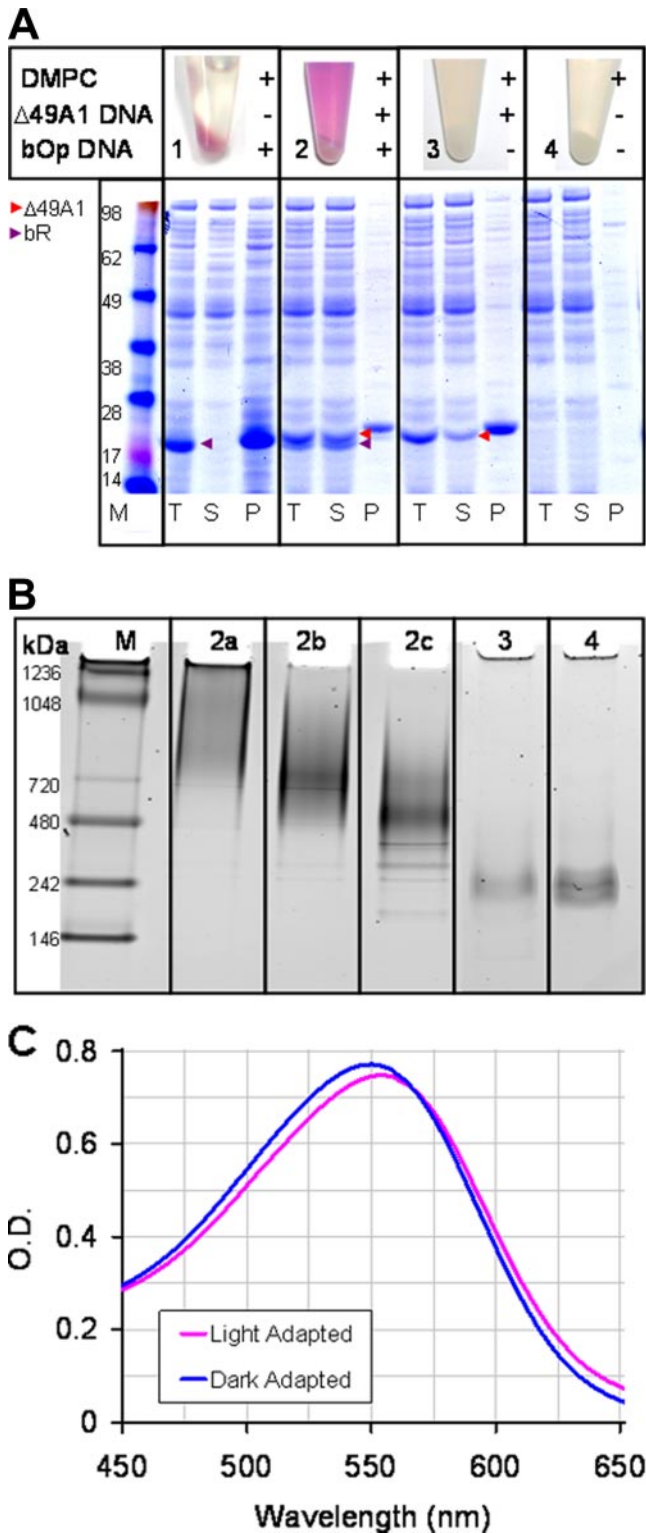 A
DMPC + + + +
Δ49A1 DNA - + + -
bOp DNA + + - -
1 2 3 4
Δ49A1
bR
98
62
49
38
28
17
14
M T S P T S P T S P T S P
B
kDa M 2a 2b 2c 3 4
1236
1048
720
480
242
146
C
0.8
0.6
0.4
0.2
0
O.D.
Light Adapted
Dark Adapted
450 500 550 600 650
Wavelength (nm)